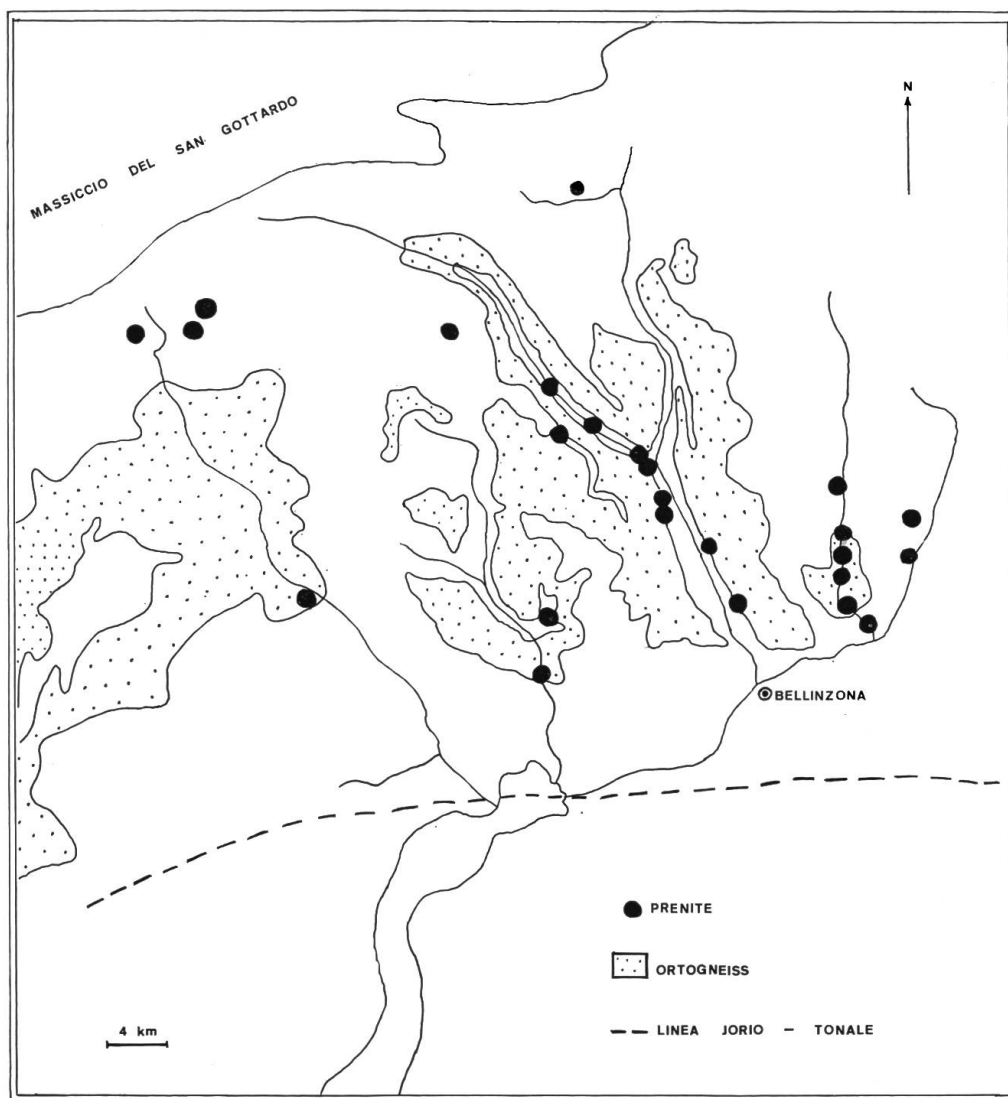 N
MASSICCIO DEL SAN GOTTARDO
BELLINZONA
PRENITE
ORTOGNEISS
LINEA JORIO – TONALE
4 km